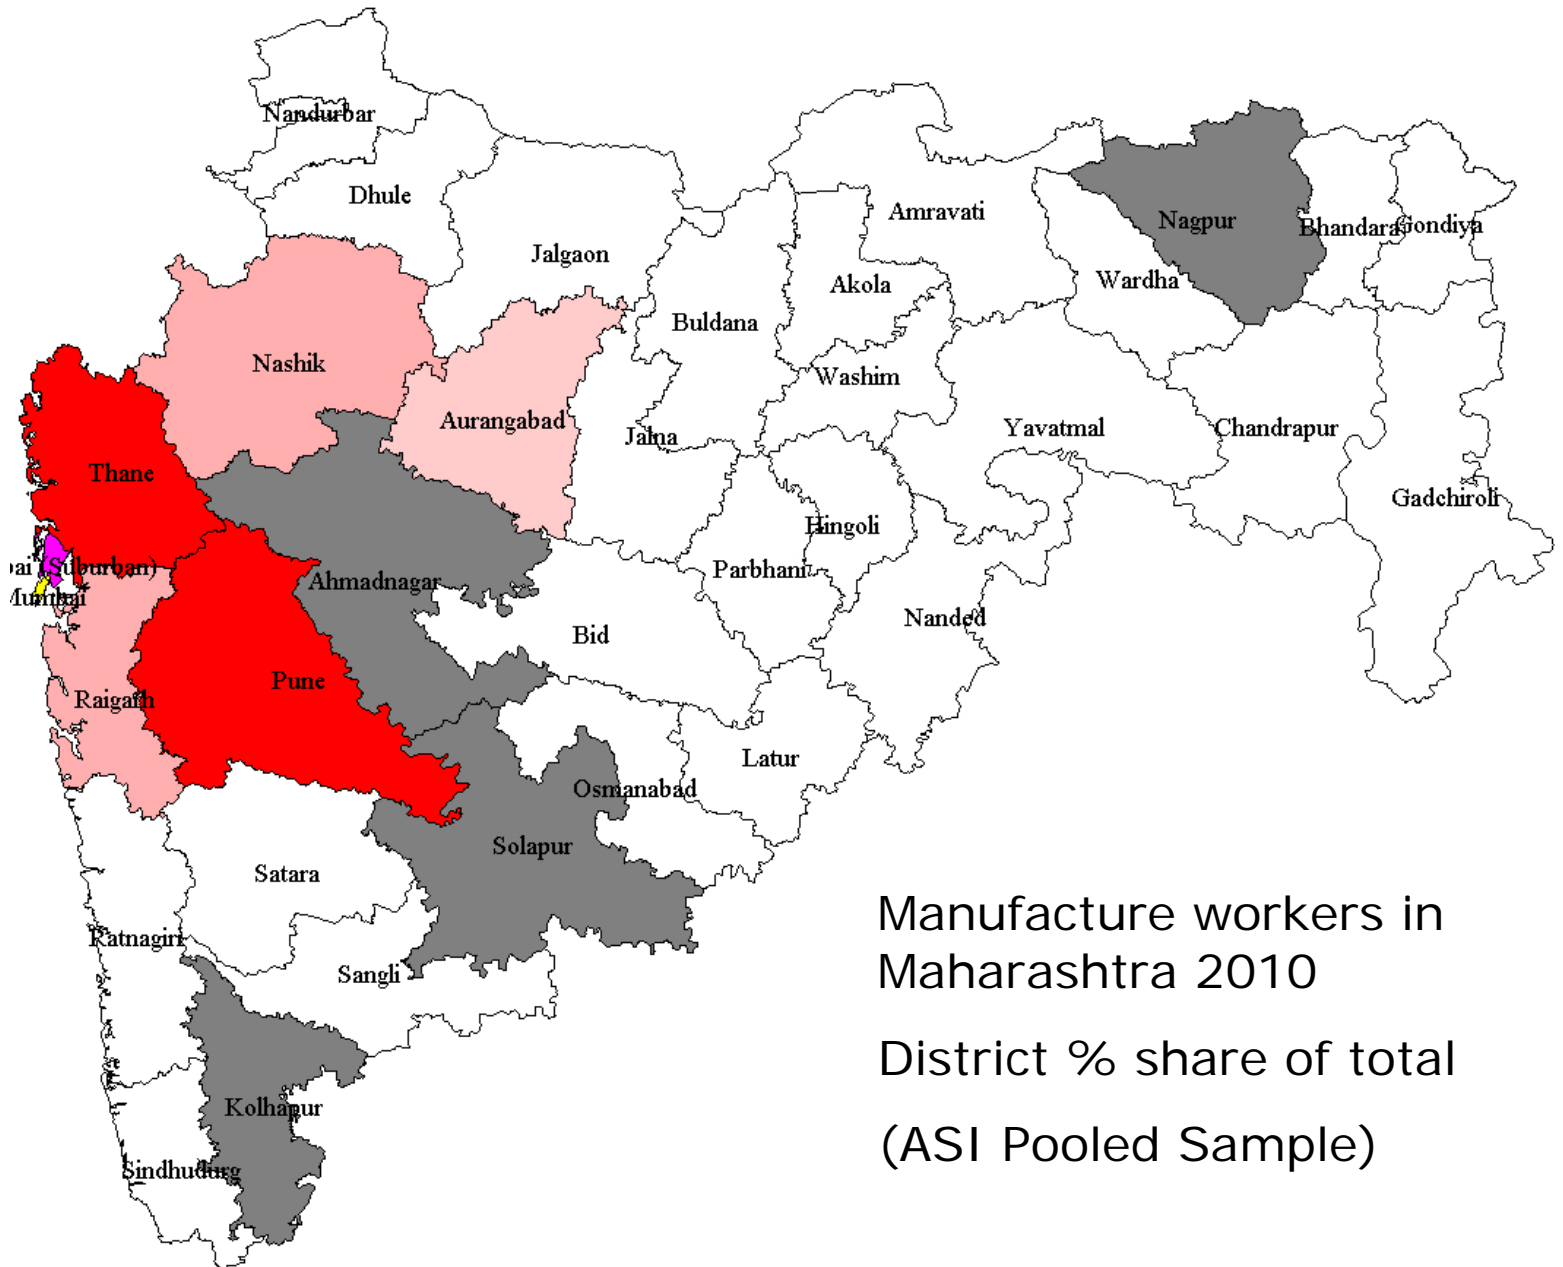 Nandurbar
Dhule
Jalgaon
Amravati
Nagpur
Bhandara
Gondiya
Wardha
Akola
Buldana
Nashik
Washim
Aurangabad
Jalna
Yavatmal
Chandrapur
Thane
Gadchiroli
Hingoli
bai (Suburban)
Mumbai
Ahmadnagar
Parbhani
Nanded
Bid
Pune
Raigarh
Latur
Osmanabad
Solapur
Satara
Ratnagiri
Sangli
Kolhapur
Sindhudurg
Manufacture workers in
Maharashtra 2010
District % share of total
(ASI Pooled Sample)